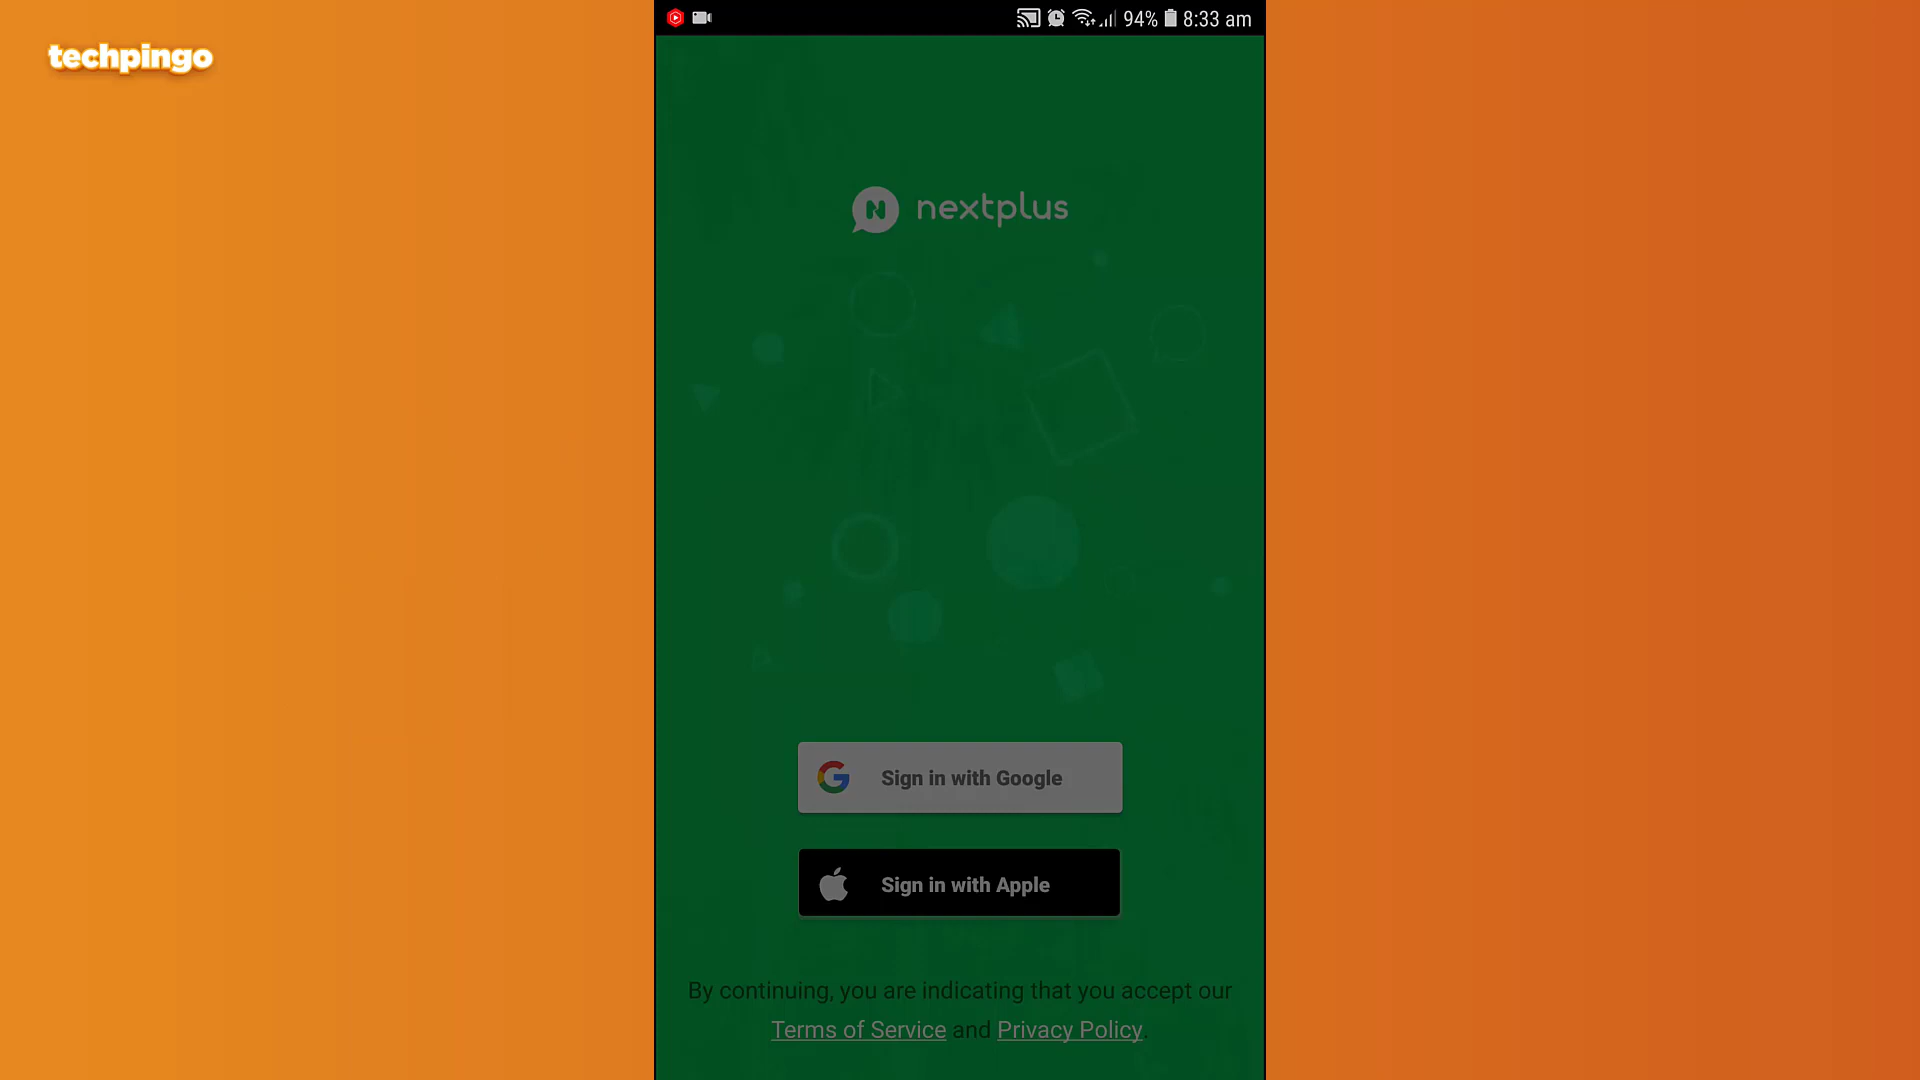 techpingo
94% 8:33 am
nextplus
Sign in with Google
Sign in with Apple
By continuing, you are indicating that you accept our
Terms of Service and Privacy Policy.